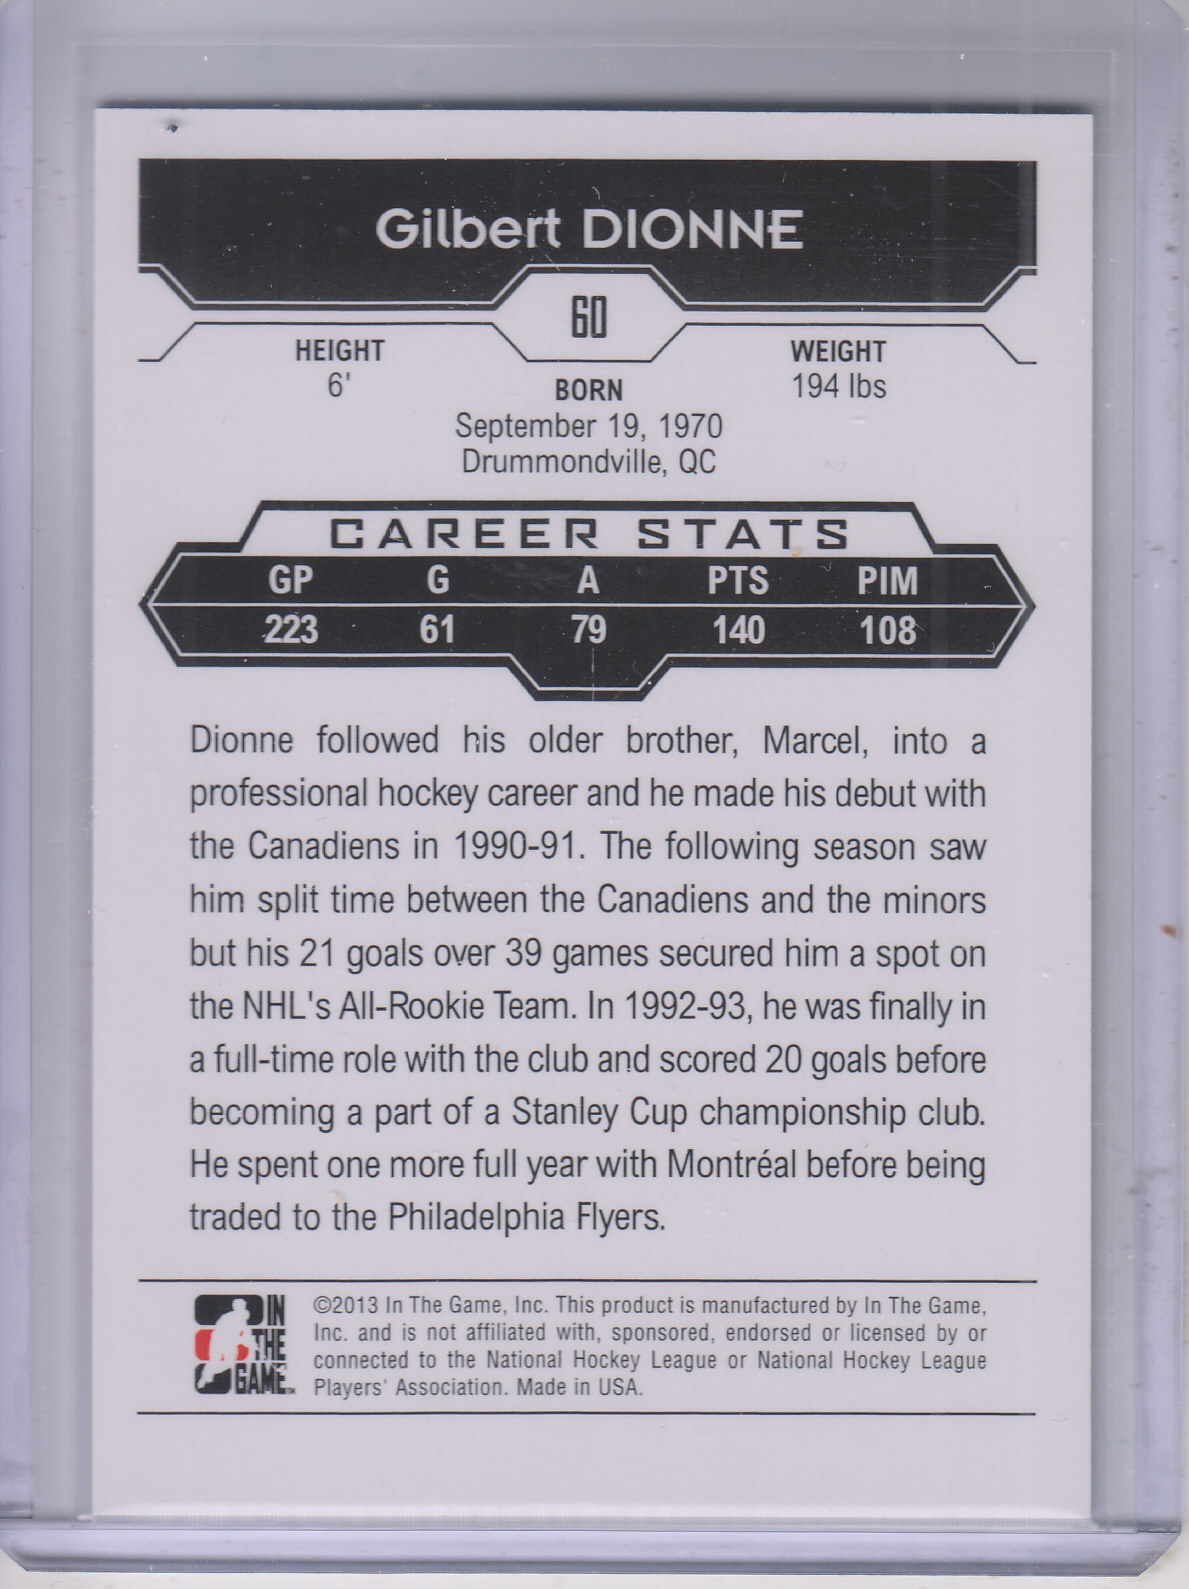 Gilbert DIONNE
60
HEIGHT
6'
WEIGHT
194 lbs
BORN
September 19, 1970
Drummondville, QC
CAREER STATS
GP G A PTS PIM
223 61 79 140 108
Dionne followed his older brother, Marcel, into a
professional hockey career and he made his debut with
the Canadiens in 1990-91. The following season saw
him split time between the Canadiens and the minors
but his 21 goals over 39 games secured him a spot on
the NHL's All-Rookie Team. In 1992-93, he was finally in
a full-time role with the club and scored 20 goals before
becoming a part of a Stanley Cup championship club.
He spent one more full year with Montréal before being
traded to the Philadelphia Flyers.
IN
THE
GAME™
©2013 In The Game, Inc. This product is manufactured by In The Game,
Inc. and is not affiliated with, sponsored, endorsed or licensed by or
connected to the National Hockey League or National Hockey League
Players' Association. Made in USA.